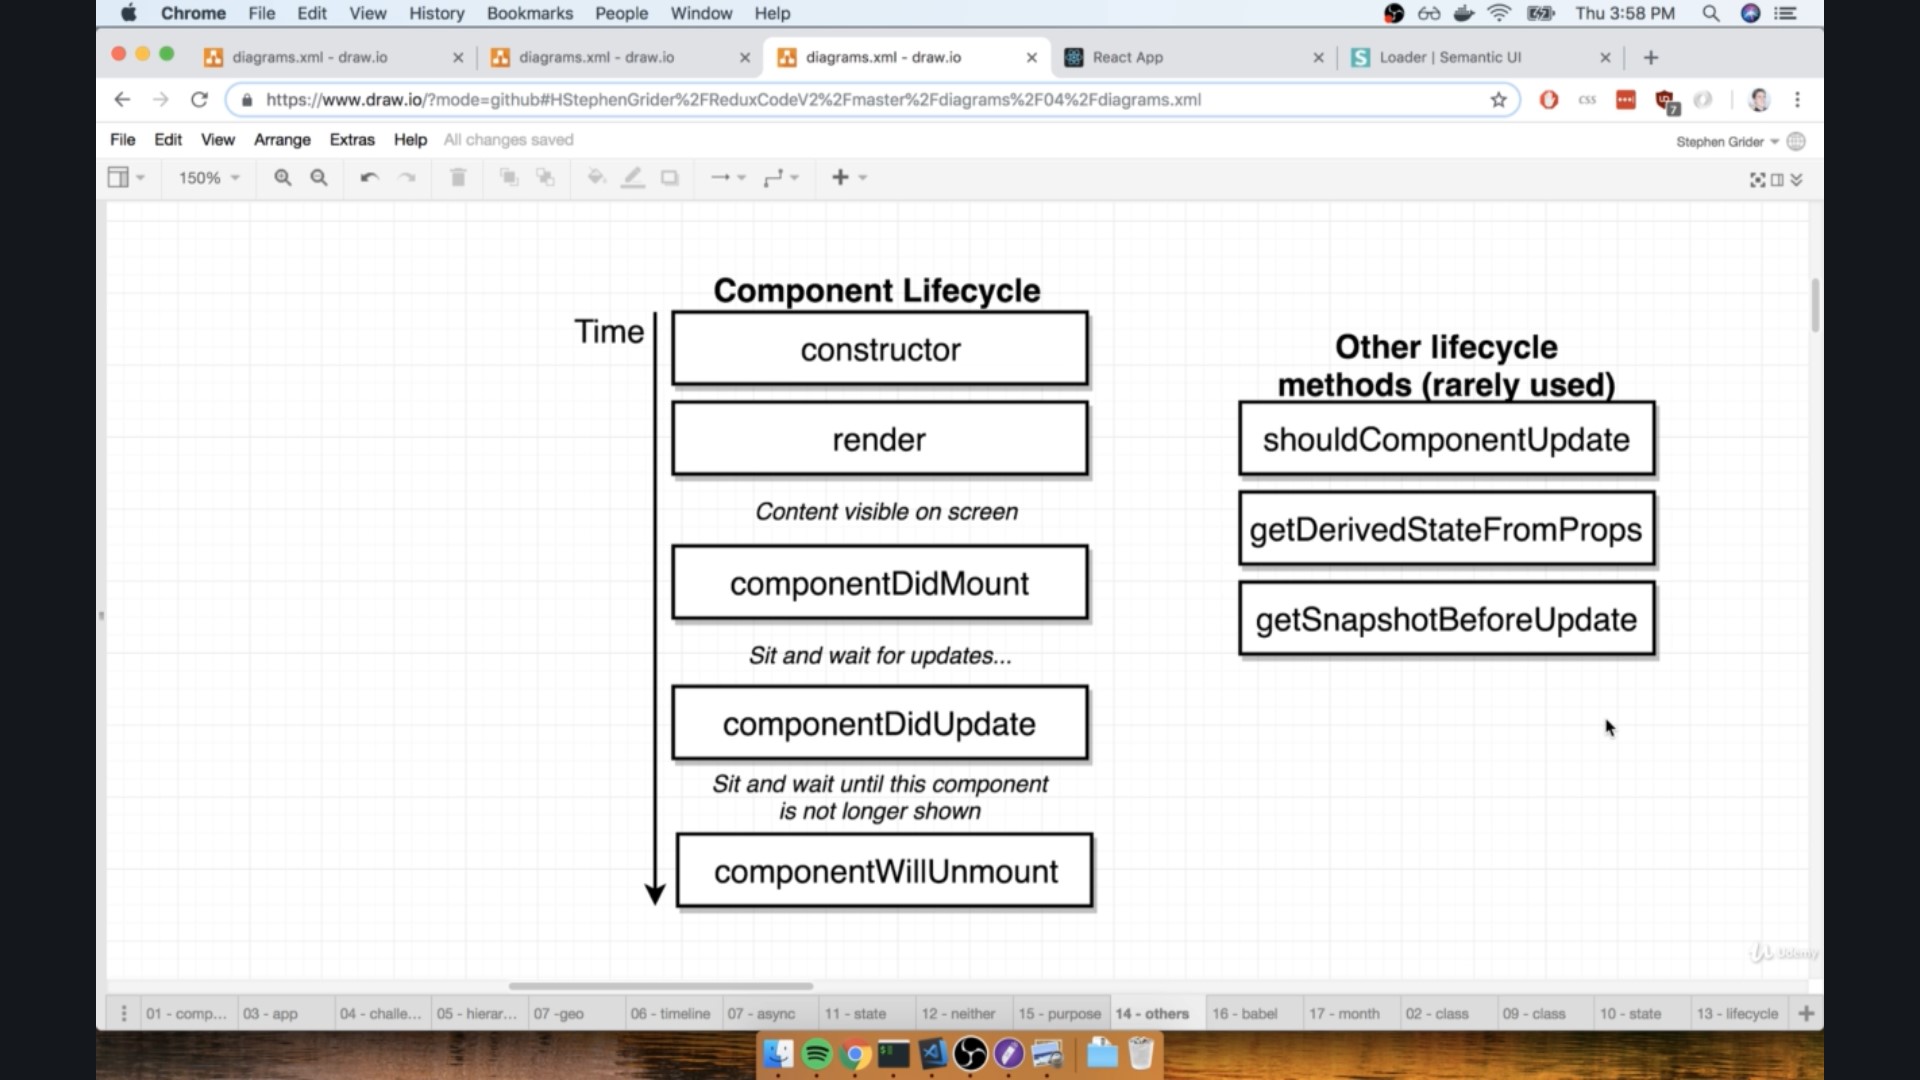 Chrome File Edit View History Bookmarks People Window Help Thu 3:58 PM
diagrams.xml - draw.io diagrams.xml - draw.io diagrams.xml - draw.io React App Loader | Semantic UI
https://www.draw.io/?mode=github#HStephenGrider%2FReduxCodeV2%2Fmaster%2Fdiagrams%2F04%2Fdiagrams.xml css 7
File Edit View Arrange Extras Help All changes saved Stephen Grider
150%
Component Lifecycle
Time
constructor
render
Content visible on screen
componentDidMount
Sit and wait for updates...
componentDidUpdate
Sit and wait until this component
is not longer shown
componentWillUnmount
Other lifecycle
methods (rarely used)
shouldComponentUpdate
getDerivedStateFromProps
getSnapshotBeforeUpdate
Udemy
01 - comp... 03 - app 04 - challe... 05 - hierar... 07 -geo 06 - timeline 07 - async 11 - state 12 - neither 15 - purpose 14 - others 16 - babel 17 - month 02 - class 09 - class 10 - state 13 - lifecycle